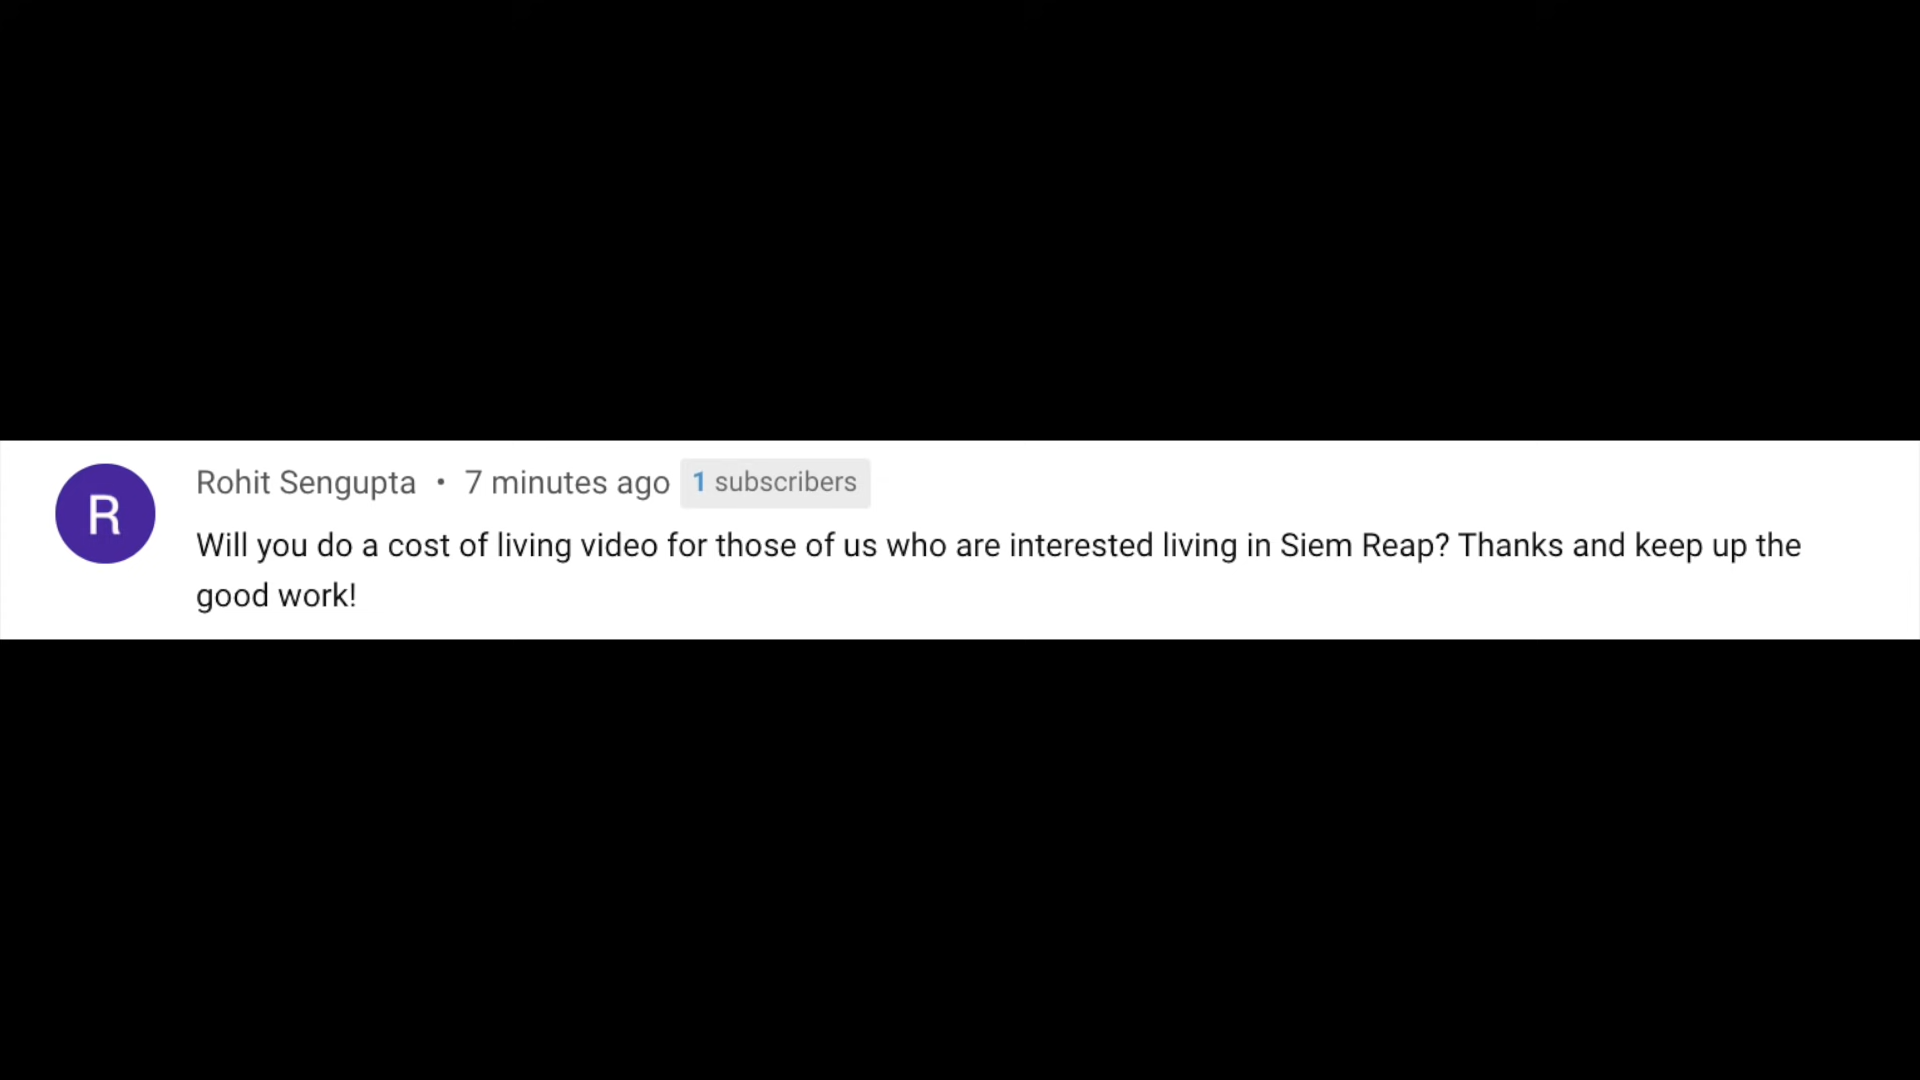 R
Rohit Sengupta • 7 minutes ago 1 subscribers
Will you do a cost of living video for those of us who are interested living in Siem Reap? Thanks and keep up the
good work!